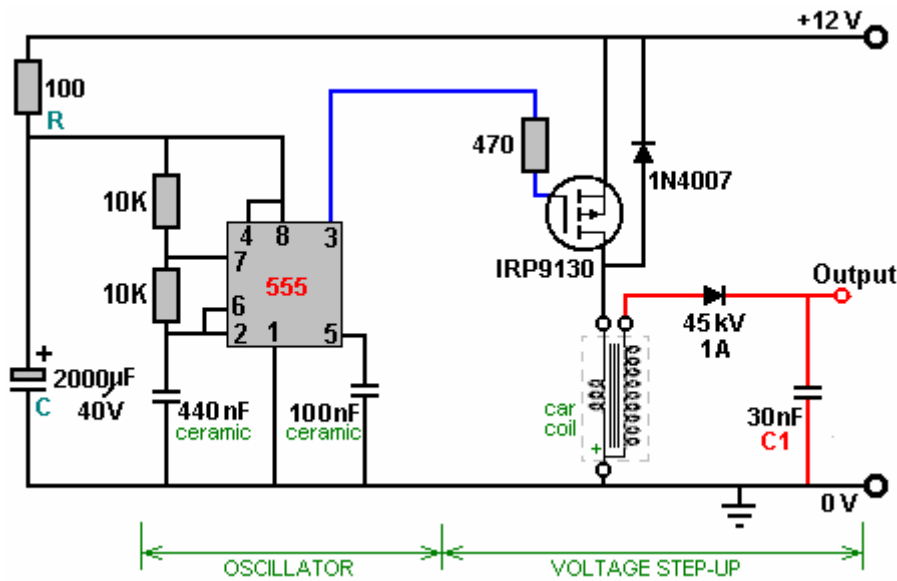 +12 V
100
R
470
1N4007
10K
4 8 3
7
IRP9130
Output
555
10K
6
2 1 5
45 kV
1A
+
2000µF
40V
C
440 nF
ceramic
100nF
ceramic
car
coil
+
30nF
C1
0 V
OSCILLATOR
VOLTAGE STEP-UP